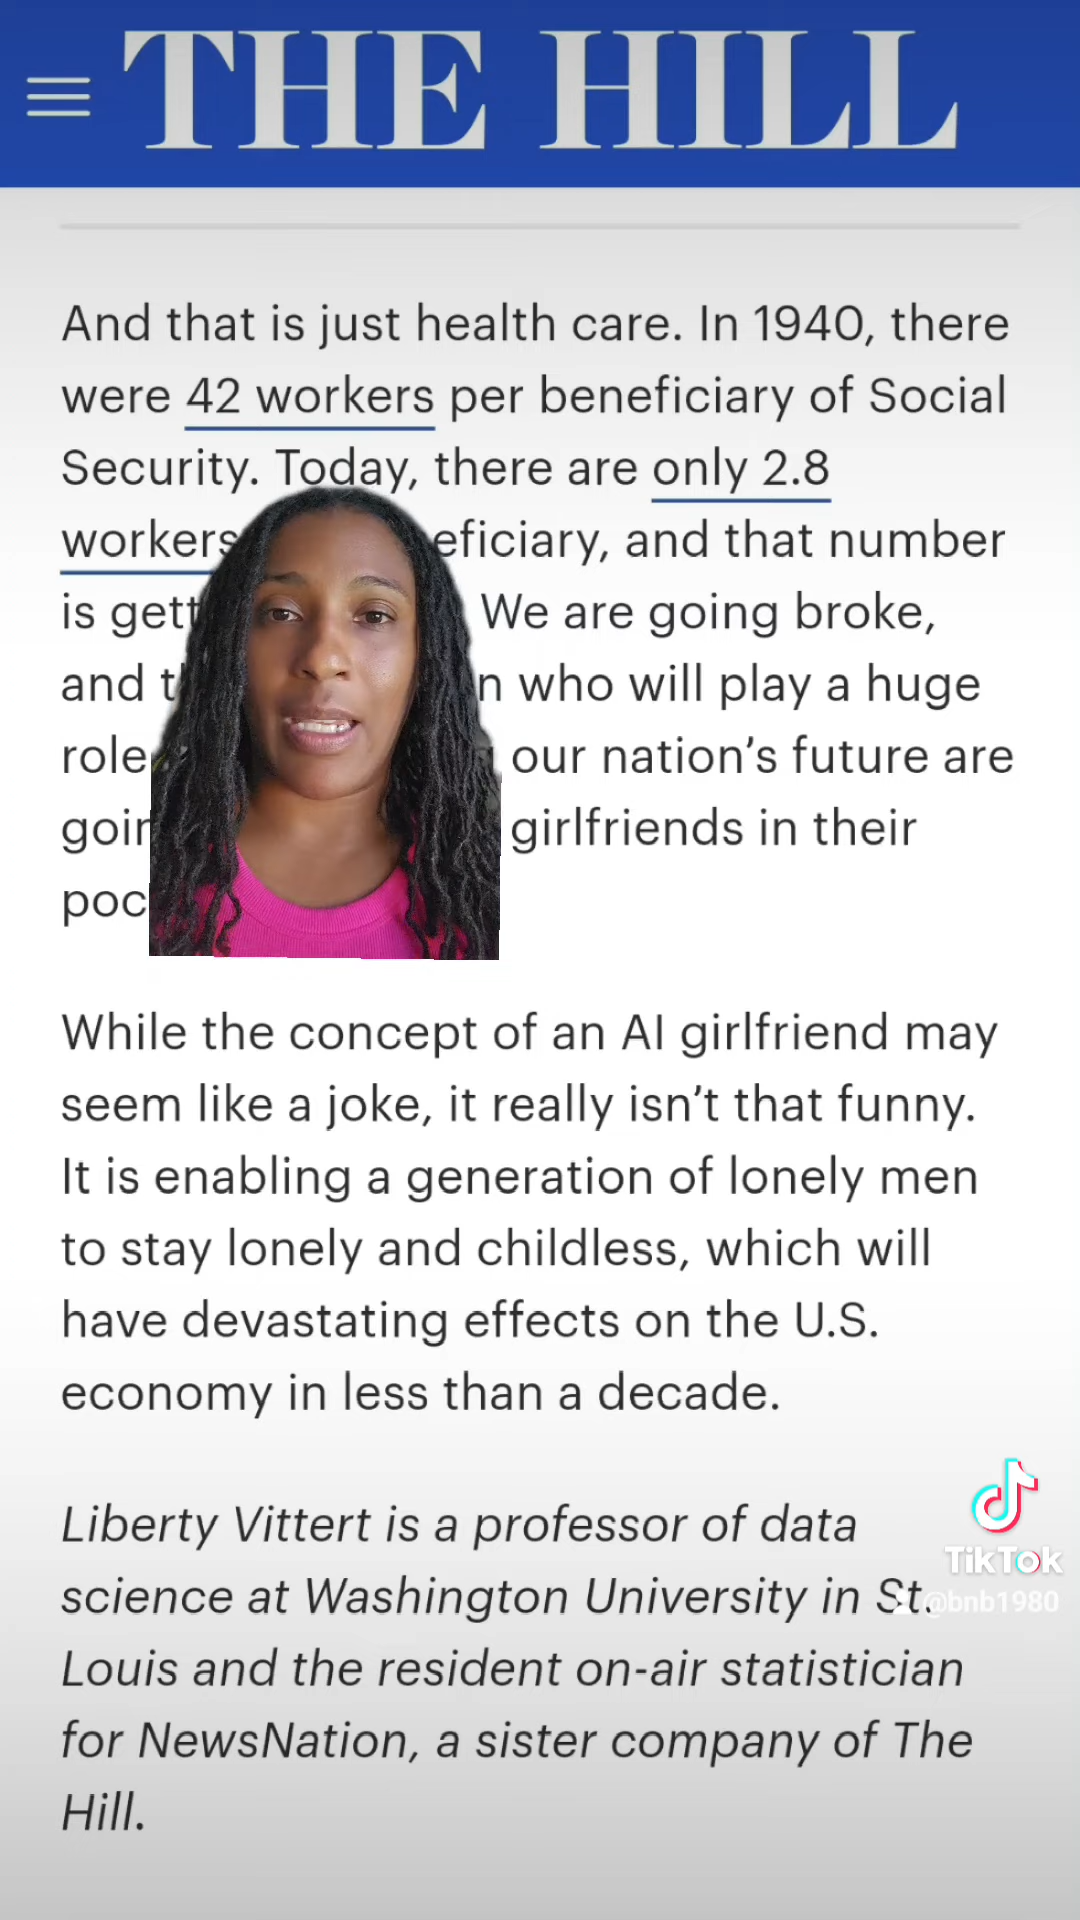 THE HILL
And that is just health care. In 1940, there
were 42 workers per beneficiary of Social
Security. Today, there are only 2.8
workers eficiary, and that number
is gett We are going broke,
and t n who will play a huge
role our nation's future are
goin girlfriends in their
poc
While the concept of an AI girlfriend may
seem like a joke, it really isn't that funny.
It is enabling a generation of lonely men
to stay lonely and childless, which will
have devastating effects on the U.S.
economy in less than a decade.
Liberty Vittert is a professor of data
science at Washington University in St.
Louis and the resident on-air statistician
for NewsNation, a sister company of The
Hill.
TikTok
@bnb1980